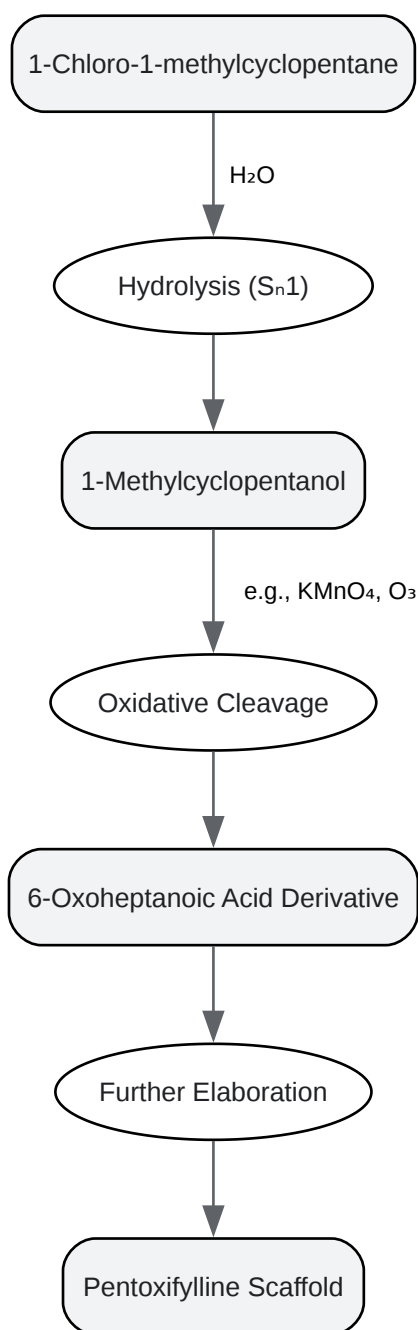 1-Chloro-1-methylcyclopentane
H₂O
Hydrolysis (Sₙ1)
1-Methylcyclopentanol
e.g., KMnO₄, O₃
Oxidative Cleavage
6-Oxoheptanoic Acid Derivative
Further Elaboration
Pentoxifylline Scaffold